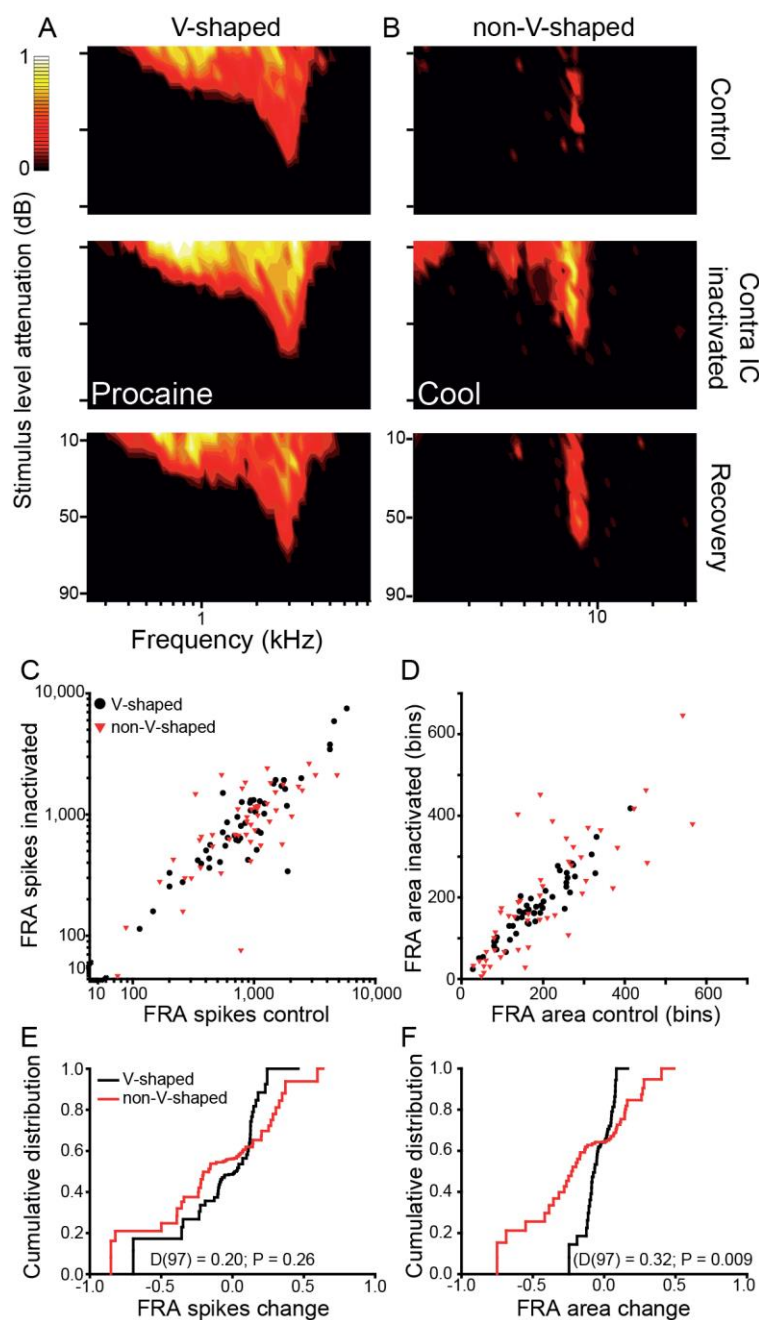 A V-shaped B non-V-shaped
1
0
Stimulus level attenuation (dB)
Control
Procaine
Cool
Contra IC
inactivated
10
50
90
Recovery
1
10
Frequency (kHz)
C
D
FRA spikes inactivated
10,000
1,000
100
40
V-shaped
non-V-shaped
40 100 1,000 10,000
FRA spikes control
FRA area inactivated (bins)
600
400
200
0
0 200 400 600
FRA area control (bins)
E
F
Cumulative distribution
1.0
0.8
0.6
0.4
0.2
0.0
V-shaped
non-V-shaped
D(97) = 0.20; P = 0.26
-1.0 -0.5 0.0 0.5 1.0
FRA spikes change
Cumulative distribution
1.0
0.8
0.6
0.4
0.2
0.0
(D(97) = 0.32; P = 0.009
-1.0 -0.5 0.0 0.5 1.0
FRA area change